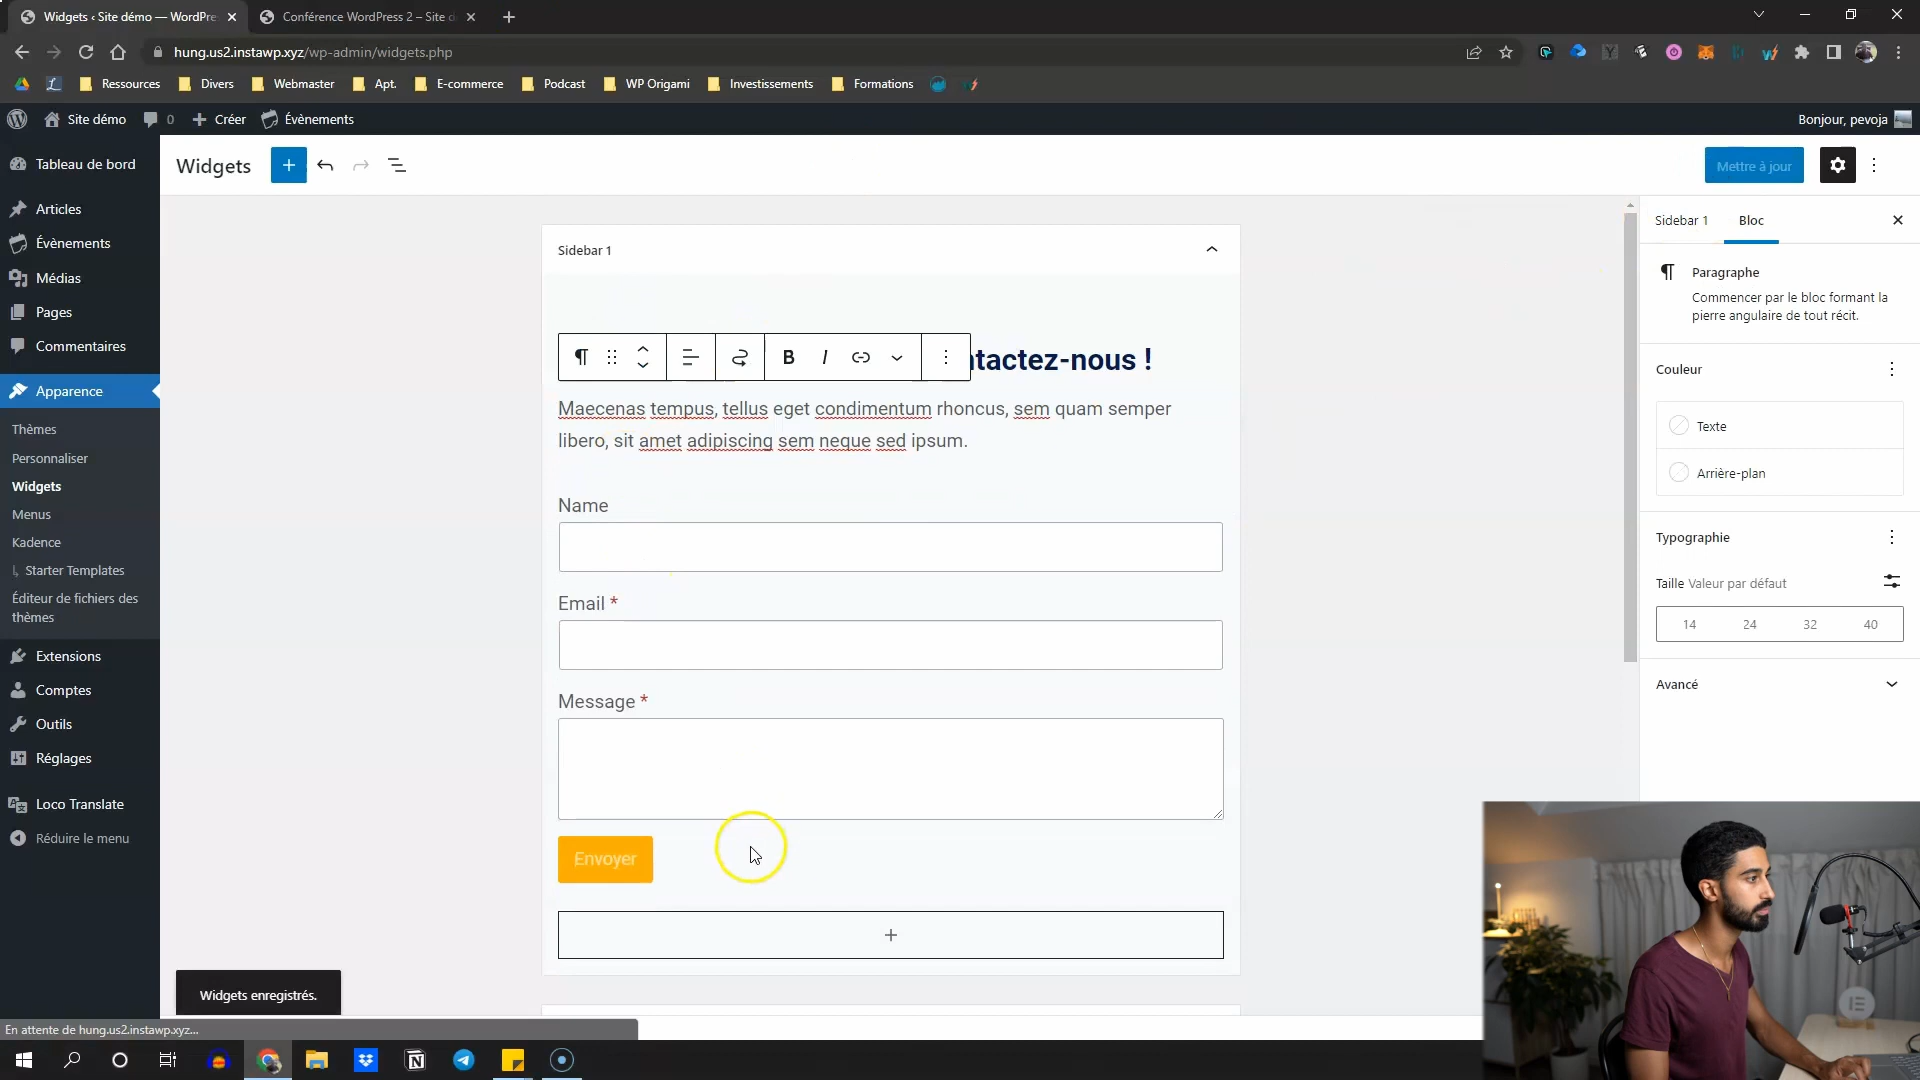 Widgets ‹ Site démo — WordPre
Conférence WordPress 2 – Site d
hung.us2.instawp.xyz/wp-admin/widgets.php
Ressources
Divers
Webmaster
Apt.
E-commerce
Podcast
WP Origami
Investissements
Formations
Site démo
0
Créer
Évènements
Bonjour, pevoja
Tableau de bord
Articles
Évènements
Médias
Pages
Commentaires
Apparence
Thèmes
Personnaliser
Widgets
Menus
Kadence
Starter Templates
Éditeur de fichiers des
thèmes
Extensions
Comptes
Outils
Réglages
Loco Translate
Réduire le menu
Widgets
Mettre à jour
Sidebar 1
tactez-nous !
Maecenas tempus, tellus eget condimentum rhoncus, sem quam semper
libero, sit amet adipiscing sem neque sed ipsum.
Name
Email *
Message *
Envoyer
Widgets enregistrés.
En attente de hung.us2.instawp.xyz...
Sidebar 1
Bloc
Paragraphe
Commencer par le bloc formant la
pierre angulaire de tout récit.
Couleur
Texte
Arrière-plan
Typographie
Taille Valeur par défaut
14 24 32 40
Avancé